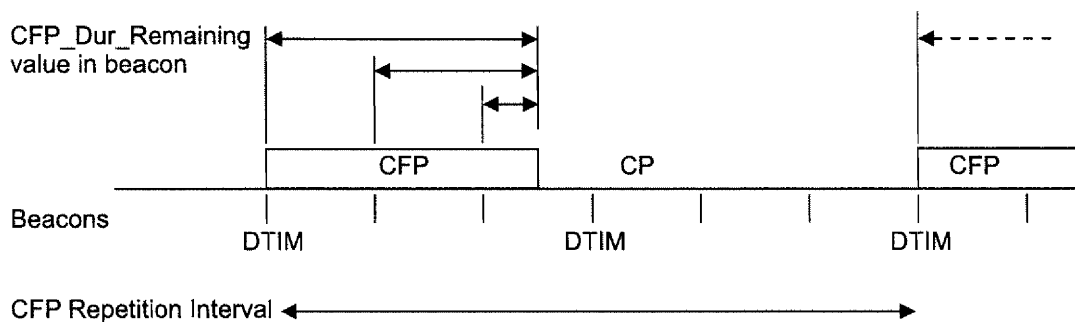 CFP_Dur_Remaining
value in beacon
CFP
CP
CFP
Beacons
DTIM
DTIM
DTIM
CFP Repetition Interval